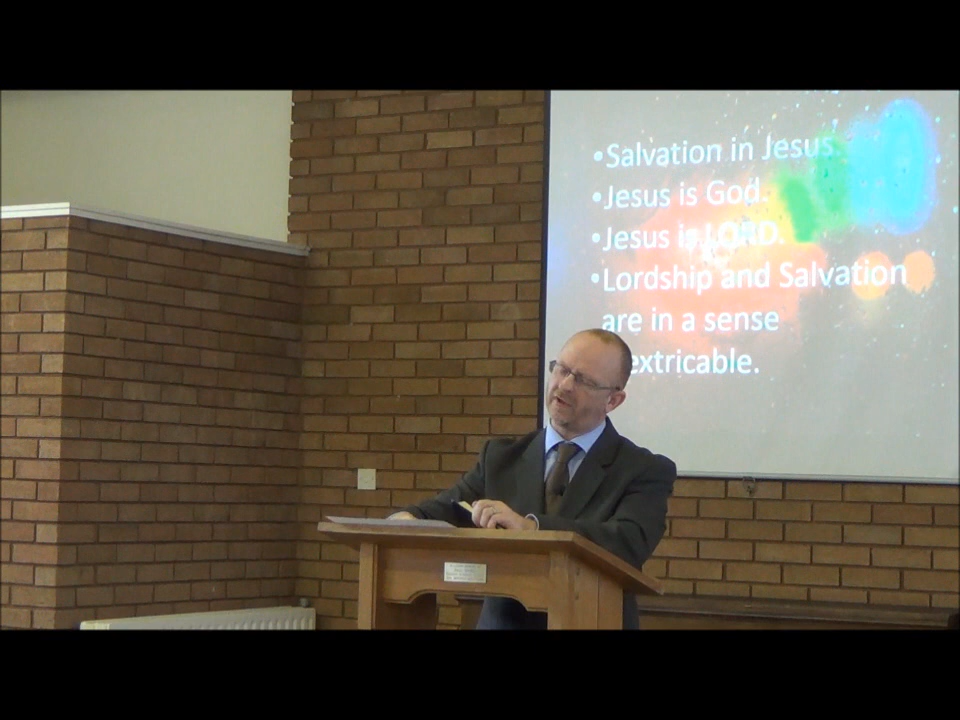 •Salvation in Jesus.
•Jesus is God.
•Jesus is LORD.
•Lordship and Salvation
are in a sense
extricable.